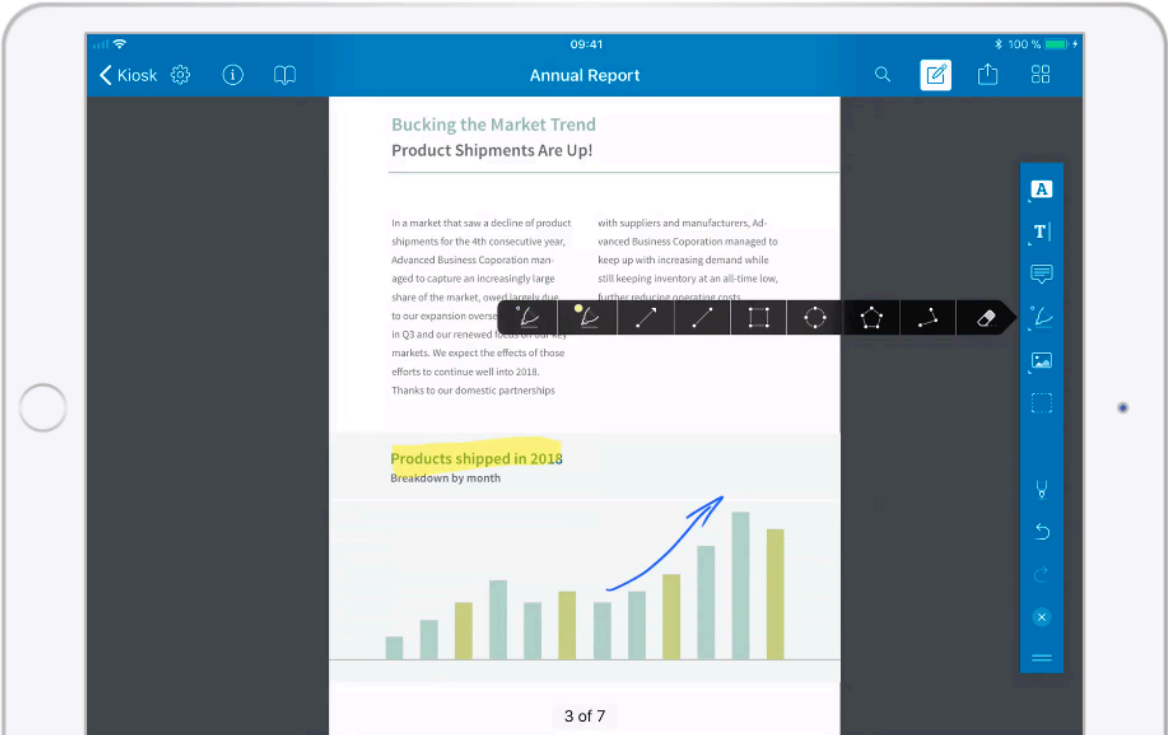 09:41
100 %
Kiosk
Annual Report
Bucking the Market Trend
Product Shipments Are Up!
In a market that saw a decline of product
shipments for the 4th consecutive year,
Advanced Business Coporation man-
aged to capture an increasingly large
share of the market, owed largely due
to our expansion overse
in Q3 and our renewed focus on our key
markets. We expect the effects of those
efforts to continue well into 2018.
Thanks to our domestic partnerships
with suppliers and manufacturers, Ad-
vanced Business Coporation managed to
keep up with increasing demand while
still keeping inventory at an all-time low,
further reducing operating costs.
A
T
Products shipped in 2018
Breakdown by month
3 of 7